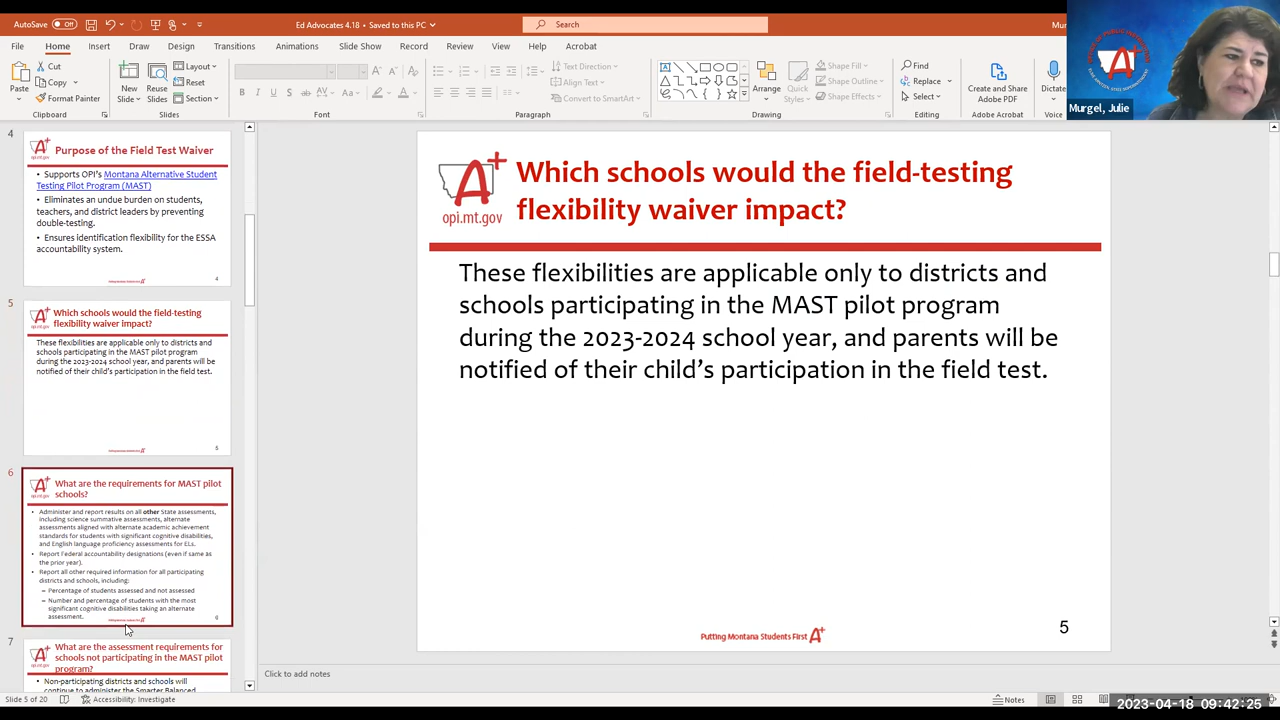 AutoSave Off
Ed Advocates 4.18 • Saved to this PC
Search
File Home Insert Draw Design Transitions Animations Slide Show Record Review View Help Acrobat
Paste
Cut
Copy
Format Painter
Clipboard
New Slide
Reuse Slides
Layout
Reset
Section
Slides
Font
Text Direction
Align Text
Convert to SmartArt
Paragraph
Arrange
Quick Styles
Shape Fill
Shape Outline
Shape Effects
Drawing
Find
Replace
Select
Editing
Create and Share Adobe PDF
Adobe Acrobat
Dictate
Voice
Murgel, Julie
4
Purpose of the Field Test Waiver
• Supports OPI's Montana Alternative Student
Testing Pilot Program (MAST)
• Eliminates an undue burden on students,
teachers, and district leaders by preventing
double-testing.
• Ensures identification flexibility for the ESSA
accountability system.
4
5
Which schools would the field-testing
flexibility waiver impact?
These flexibilities are applicable only to districts and
schools participating in the MAST pilot program
during the 2023-2024 school year, and parents will be
notified of their child's participation in the field test.
5
6
What are the requirements for MAST pilot
schools?
• Administer and report results on all other State assessments,
including science summative assessments, alternate
assessments aligned with alternate academic achievement
standards for students with significant cognitive disabilities,
and English language proficiency assessments for ELs.
• Report Federal accountability designations (even if same as
the prior year).
• Report all other required information for all participating
districts and schools, including:
– Percentage of students assessed and not assessed
– Number and percentage of students with the most
significant cognitive disabilities taking an alternate
assessment.
6
7
What are the assessment requirements for
schools not participating in the MAST pilot
program?
• Non-participating districts and schools will
continue to administer the Smarter Balanced
A+
opi.mt.gov
Which schools would the field-testing
flexibility waiver impact?
These flexibilities are applicable only to districts and
schools participating in the MAST pilot program
during the 2023-2024 school year, and parents will be
notified of their child's participation in the field test.
Putting Montana Students First A+
5
Click to add notes
Slide 5 of 20
Accessibility: Investigate
Notes
2023-04-18 09:42:25